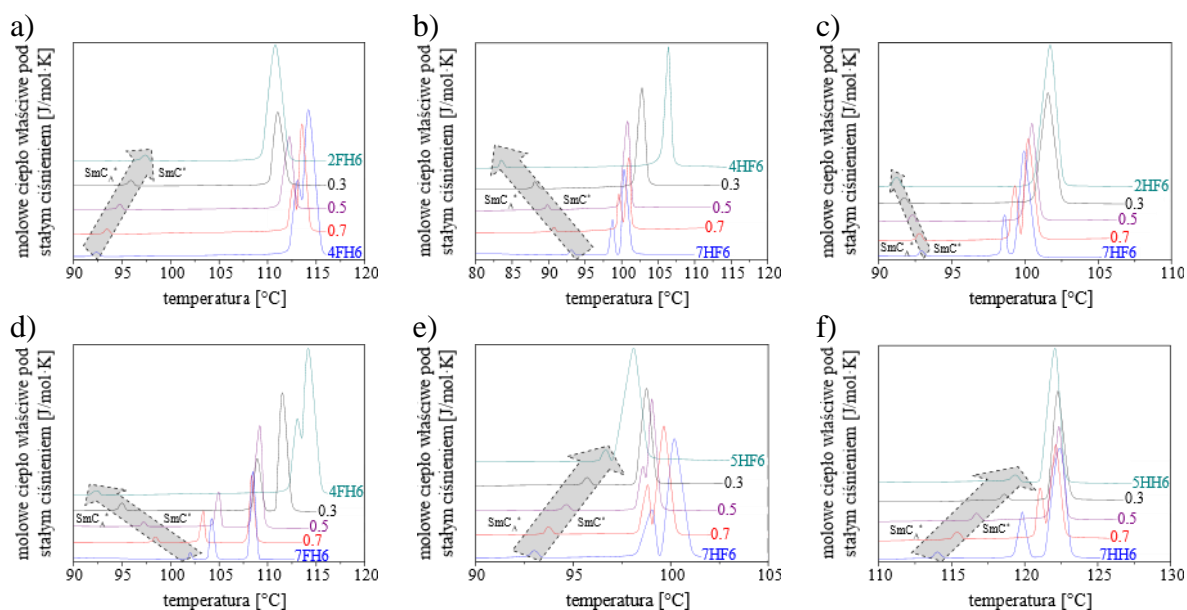 a)
molowe ciepło właściwe pod
stałym ciśnieniem [J/mol·K]
SmCA* SmC*
2FH6
0.3
0.5
0.7
4FH6
90 95 100 105 110 115 120
temperatura [°C]
b)
molowe ciepło właściwe pod
stałym ciśnieniem [J/mol·K]
SmCA* SmC*
4HF6
0.3
0.5
0.7
7HF6
80 85 90 95 100 105 110 115 120
temperatura [°C]
c)
molowe ciepło właściwe pod
stałym ciśnieniem [J/mol·K]
SmCA* SmC*
2HF6
0.3
0.5
0.7
7HF6
90 95 100 105 110
temperatura [°C]
d)
molowe ciepło właściwe pod
stałym ciśnieniem [J/mol·K]
SmCA* SmC*
4FH6
0.3
0.5
0.7
7FH6
90 95 100 105 110 115 120
temperatura [°C]
e)
molowe ciepło właściwe pod
stałym ciśnieniem [J/mol·K]
SmCA* SmC*
5HF6
0.3
0.5
0.7
7HF6
90 95 100 105
temperatura [°C]
f)
molowe ciepło właściwe pod
stałym ciśnieniem [J/mol·K]
SmCA* SmC*
5HH6
0.3
0.5
0.7
7HH6
110 115 120 125 130
temperatura [°C]